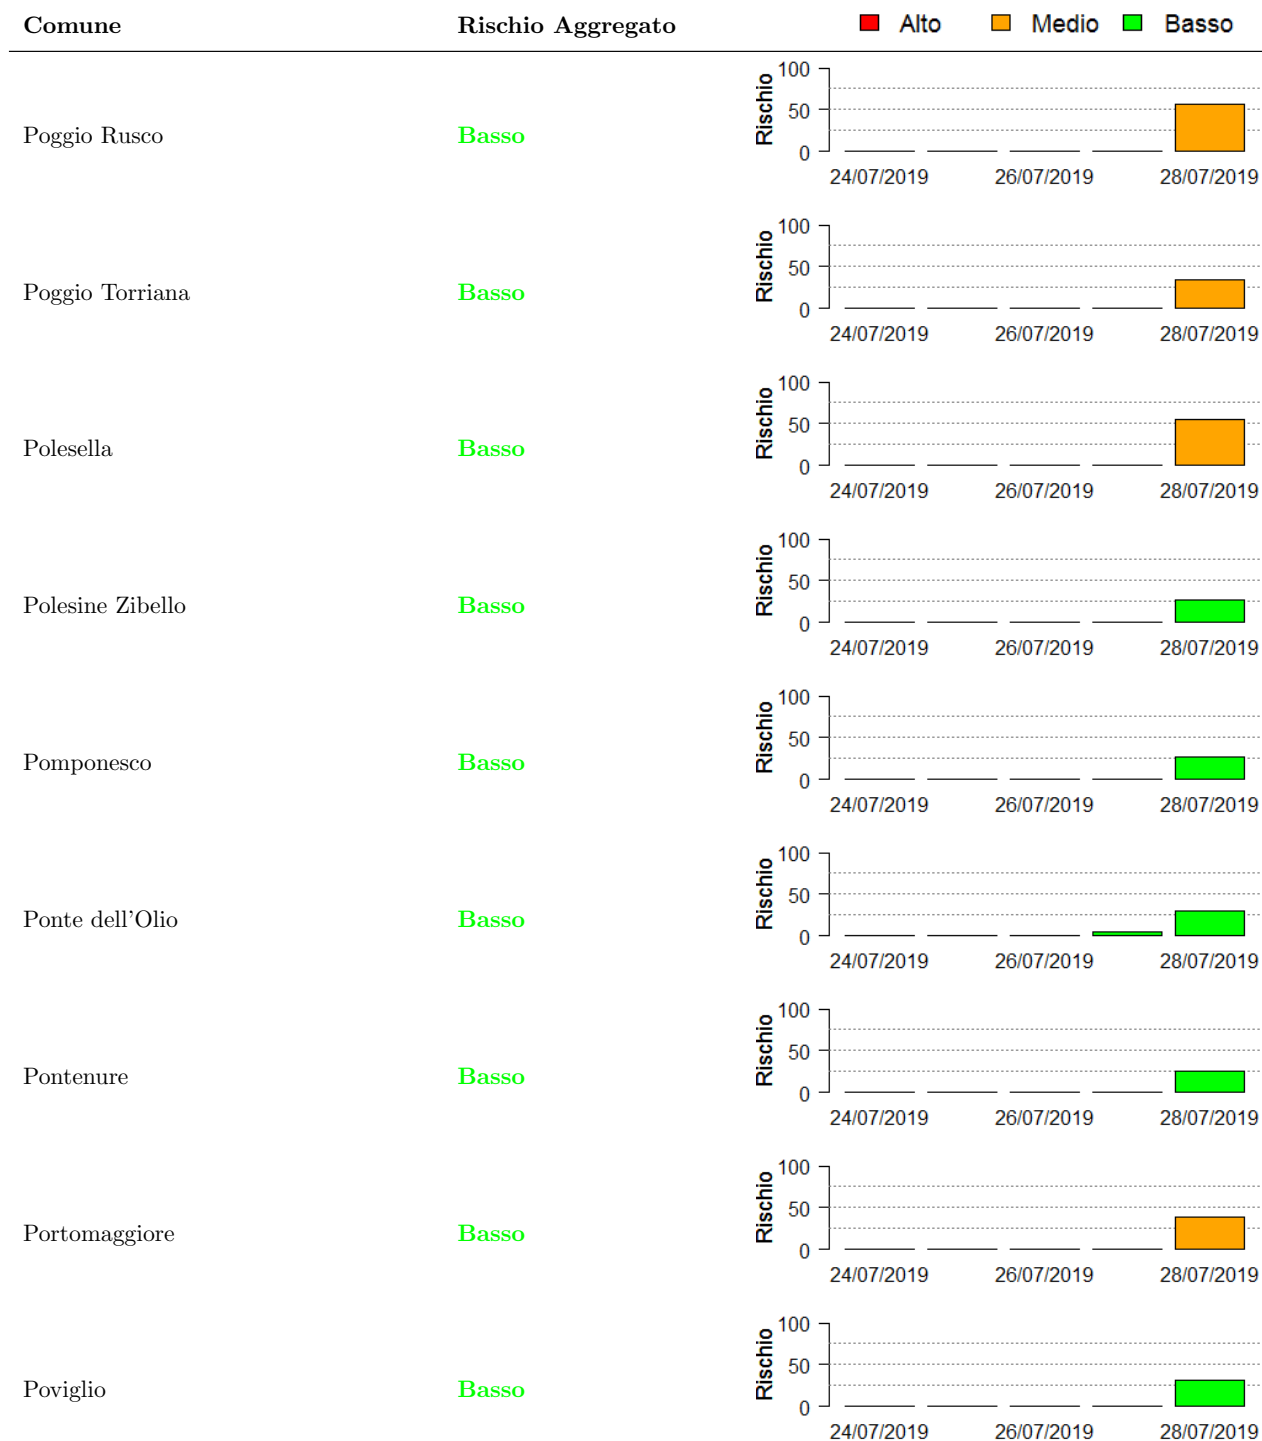 Comune Rischio Aggregato Alto Medio Basso
Poggio Rusco Basso Rischio 100 50 0
24/07/2019 26/07/2019 28/07/2019
Poggio Torriana Basso Rischio 100 50 0
24/07/2019 26/07/2019 28/07/2019
Polesella Basso Rischio 100 50 0
24/07/2019 26/07/2019 28/07/2019
Polesine Zibello Basso Rischio 100 50 0
24/07/2019 26/07/2019 28/07/2019
Pomponesco Basso Rischio 100 50 0
24/07/2019 26/07/2019 28/07/2019
Ponte dell'Olio Basso Rischio 100 50 0
24/07/2019 26/07/2019 28/07/2019
Pontenure Basso Rischio 100 50 0
24/07/2019 26/07/2019 28/07/2019
Portomaggiore Basso Rischio 100 50 0
24/07/2019 26/07/2019 28/07/2019
Poviglio Basso Rischio 100 50 0
24/07/2019 26/07/2019 28/07/2019